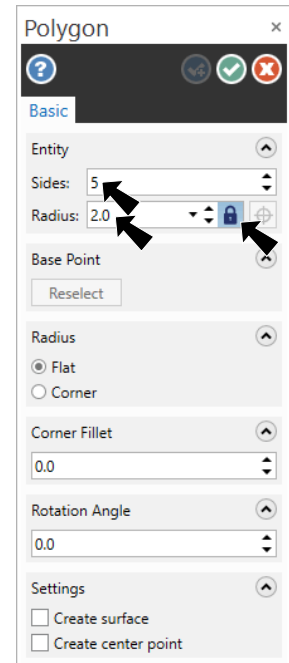 Polygon
Basic
Entity
Sides: 5
Radius: 2.0
Base Point
Reselect
Radius
Flat
Corner
Corner Fillet
0.0
Rotation Angle
0.0
Settings
Create surface
Create center point